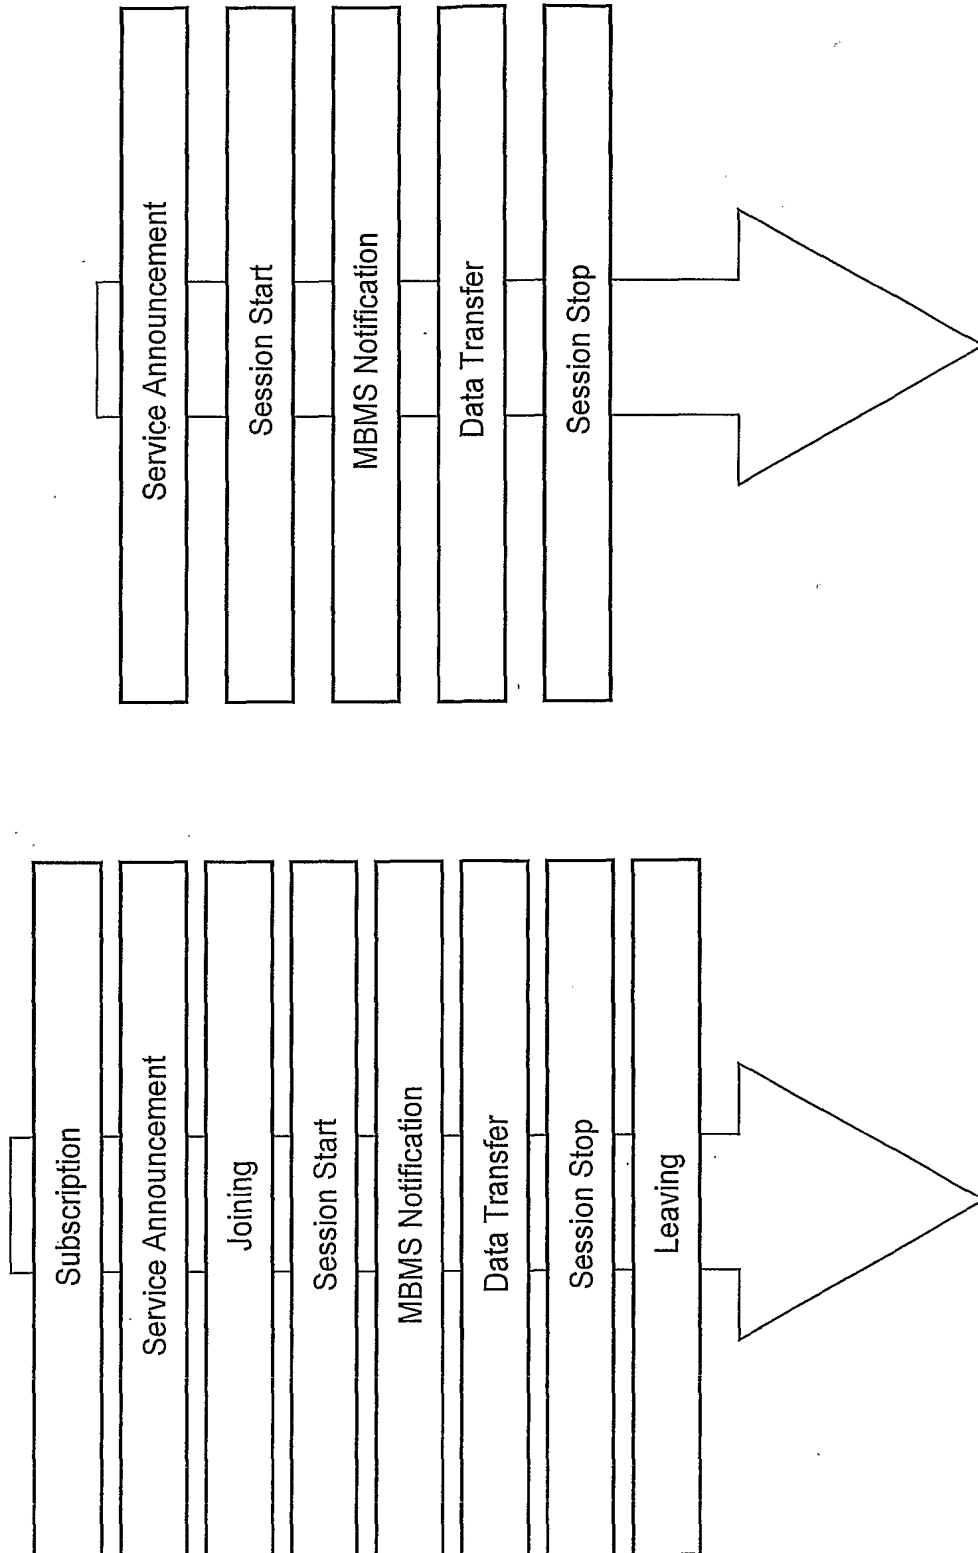 Subscription
Service Announcement
Joining
Session Start
MBMS Notification
Data Transfer
Session Stop
Leaving
Service Announcement
Session Start
MBMS Notification
Data Transfer
Session Stop